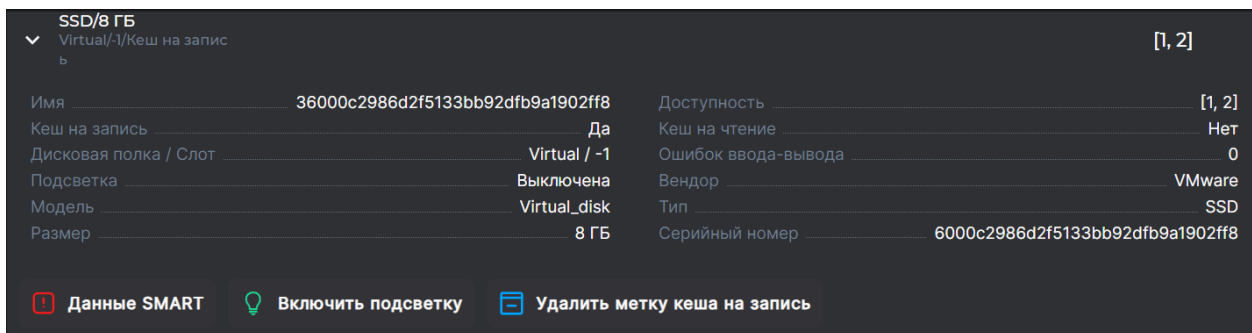 SSD/8 ГБ
Virtual/-1/Кеш на запис
ь
[1, 2]
Имя 36000c2986d2f5133bb92dfb9a1902ff8
Доступность [1, 2]
Кеш на запись Да
Кеш на чтение Нет
Дисковая полка / Слот Virtual / -1
Ошибок ввода-вывода 0
Подсветка Выключена
Вендор VMware
Модель Virtual_disk
Тип SSD
Размер 8 ГБ
Серийный номер 6000c2986d2f5133bb92dfb9a1902ff8
Данные SMART
Включить подсветку
Удалить метку кеша на запись